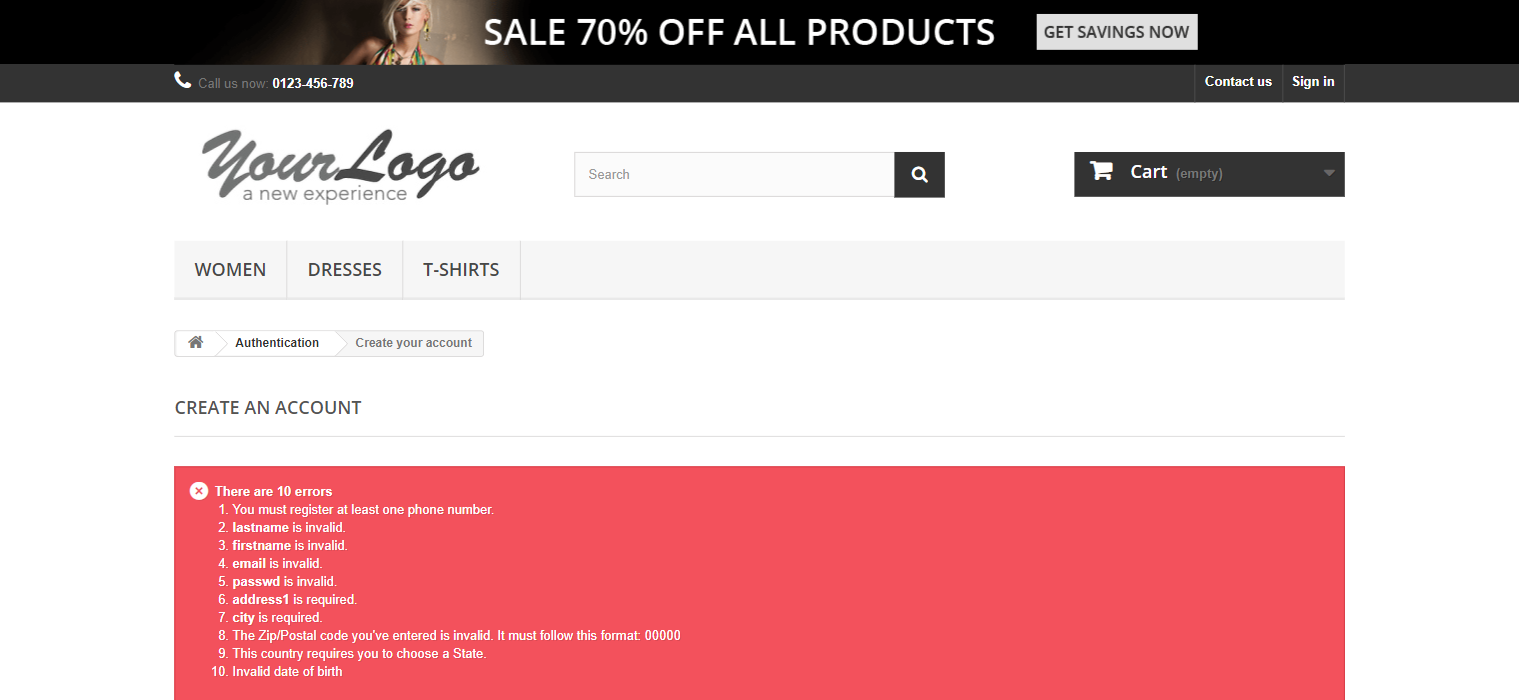 SALE 70% OFF ALL PRODUCTS GET SAVINGS NOW
Call us now: 0123-456-789 Contact us Sign in
YourLogo
a new experience
Search
Cart (empty)
WOMEN DRESSES T-SHIRTS
Authentication Create your account
CREATE AN ACCOUNT
There are 10 errors
1. You must register at least one phone number.
2. lastname is invalid.
3. firstname is invalid.
4. email is invalid.
5. passwd is invalid.
6. address1 is required.
7. city is required.
8. The Zip/Postal code you've entered is invalid. It must follow this format: 00000
9. This country requires you to choose a State.
10. Invalid date of birth